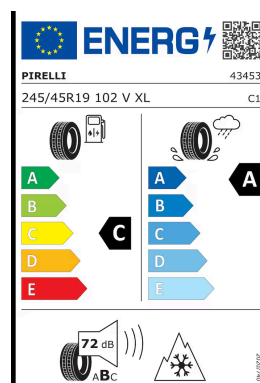 ENERG
PIRELLI 43453
245/45R19 102 V XL C1
A A A
B B
C C C
D D
E E
72 dB
ABC